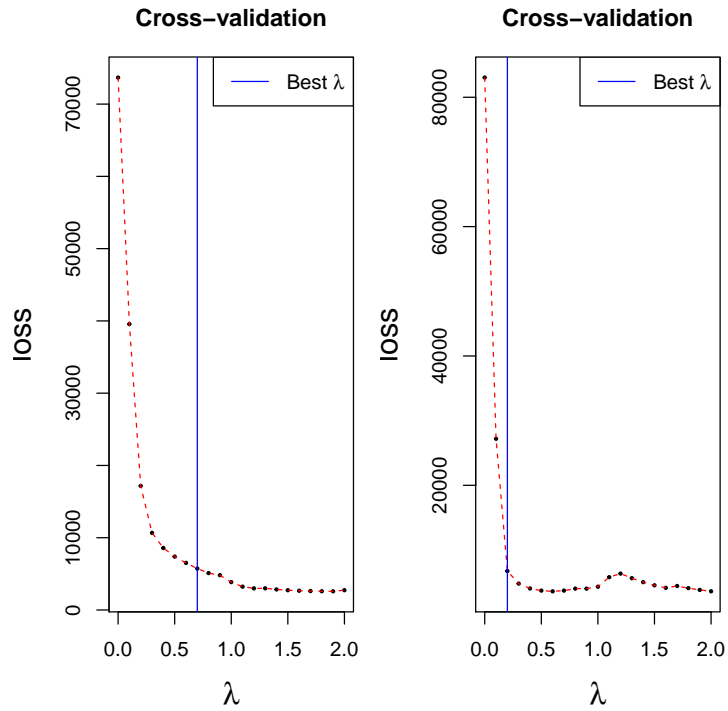 Cross−validation
Best λ
loss
70000
50000
30000
10000
0
0.0 0.5 1.0 1.5 2.0
λ
Cross−validation
Best λ
loss
80000
60000
40000
20000
0.0 0.5 1.0 1.5 2.0
λ